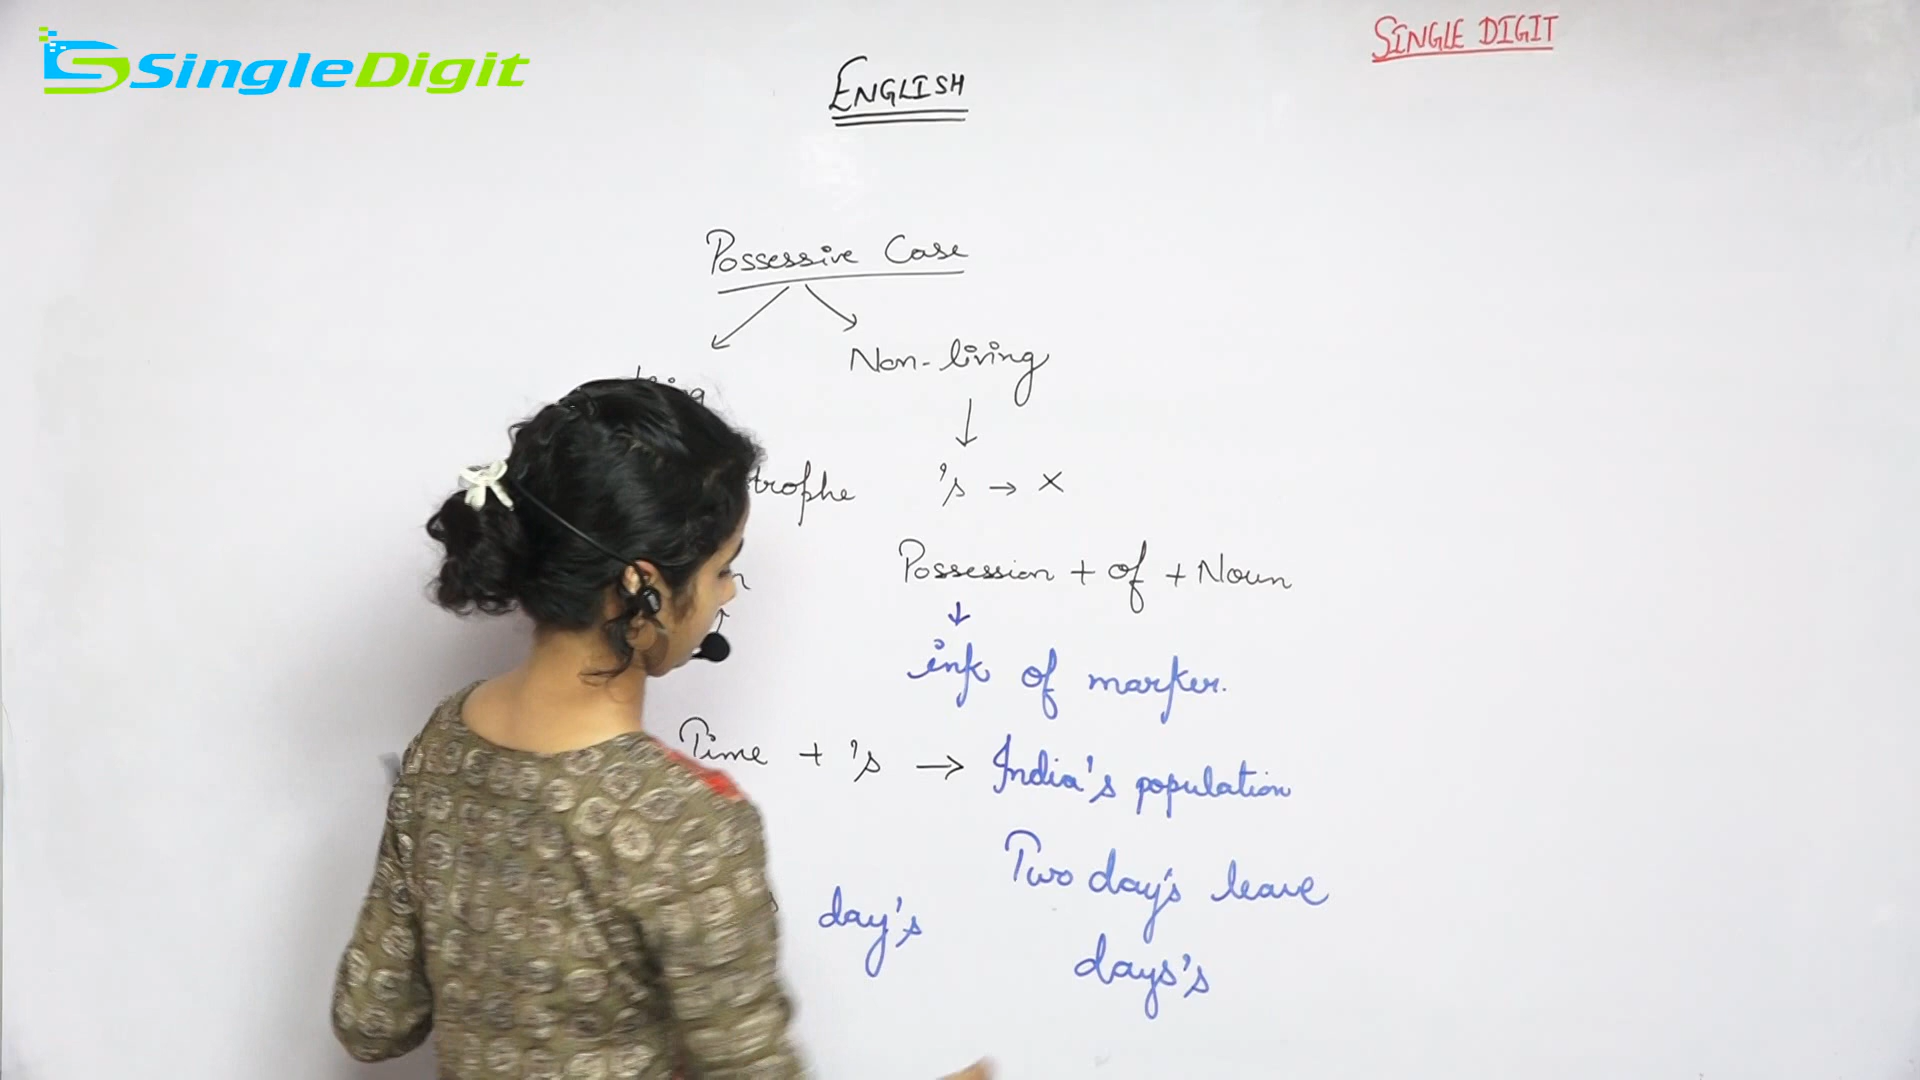 SingleDigit
SINGLE DIGIT
ENGLISH
Possessive Case
Non-living
's → ×
Possession + of + Noun
ink of marker.
Time + 's → India's population
Two day's leave
day's
days's